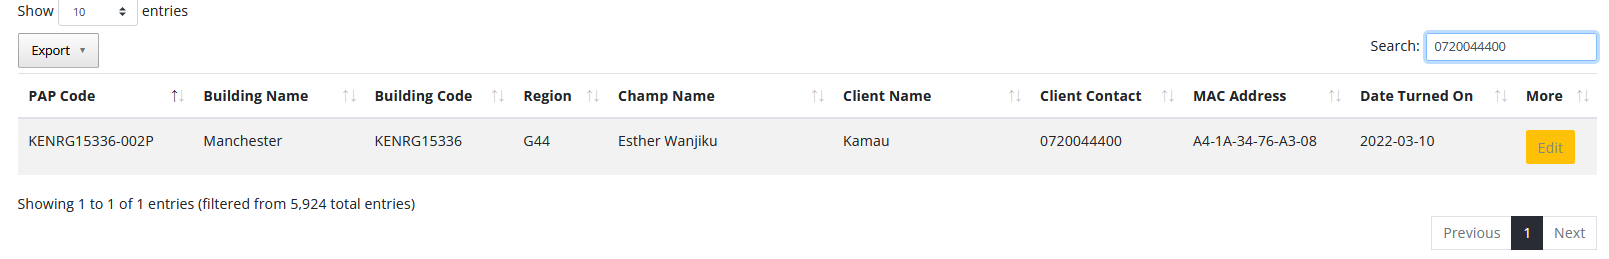 Show 10 entries
Export
Search: 0720044400
PAP Code Building Name Building Code Region Champ Name Client Name Client Contact MAC Address Date Turned On More
KENRG15336-002P Manchester KENRG15336 G44 Esther Wanjiku Kamau 0720044400 A4-1A-34-76-A3-08 2022-03-10 Edit
Showing 1 to 1 of 1 entries (filtered from 5,924 total entries)
Previous 1 Next